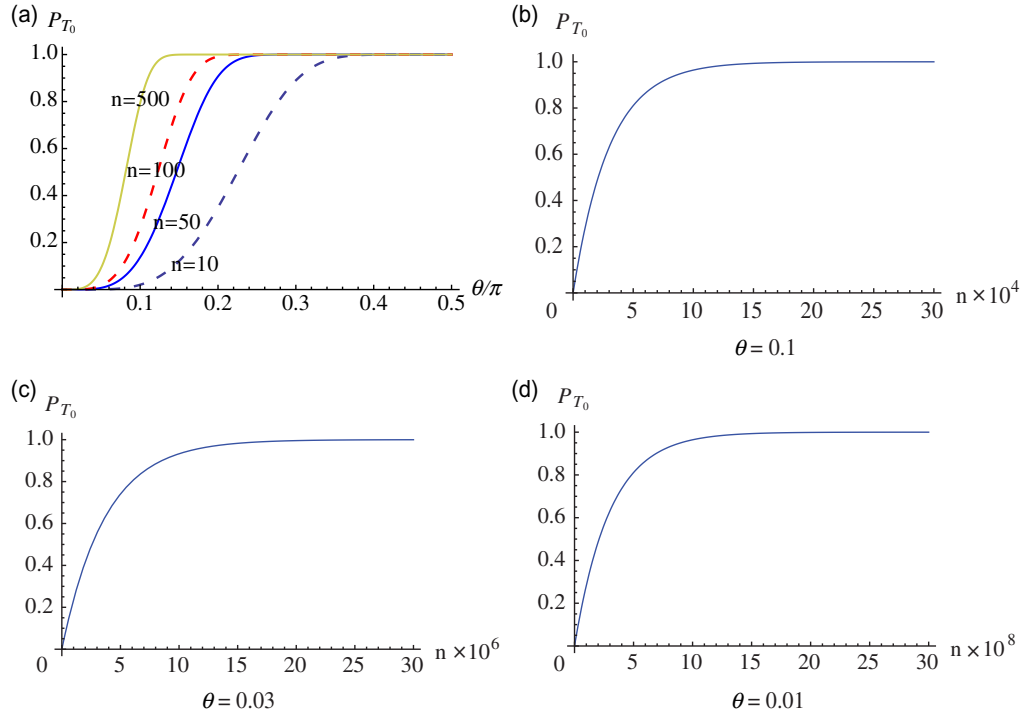 (a)
P_{T_0}
1.0
0.8
0.6
0.4
0.2
n=500
n=100
n=50
n=10
0.1 0.2 0.3 0.4 0.5
θ/π
(b)
P_{T_0}
1.0
0.8
0.6
0.4
0.2
0 5 10 15 20 25 30
n × 10^4
θ = 0.1
(c)
P_{T_0}
1.0
0.8
0.6
0.4
0.2
0 5 10 15 20 25 30
n × 10^6
θ = 0.03
(d)
P_{T_0}
1.0
0.8
0.6
0.4
0.2
0 5 10 15 20 25 30
n × 10^8
θ = 0.01